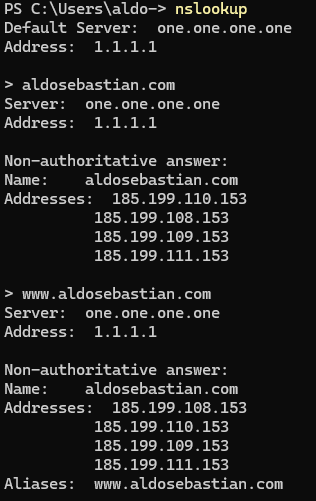 PS C:\Users\aldo-> nslookup
Default Server:  one.one.one.one
Address:  1.1.1.1

> aldosebastian.com
Server:  one.one.one.one
Address:  1.1.1.1

Non-authoritative answer:
Name:    aldosebastian.com
Addresses:  185.199.110.153
          185.199.108.153
          185.199.109.153
          185.199.111.153

> www.aldosebastian.com
Server:  one.one.one.one
Address:  1.1.1.1

Non-authoritative answer:
Name:    aldosebastian.com
Addresses:  185.199.108.153
          185.199.110.153
          185.199.109.153
          185.199.111.153
Aliases:  www.aldosebastian.com